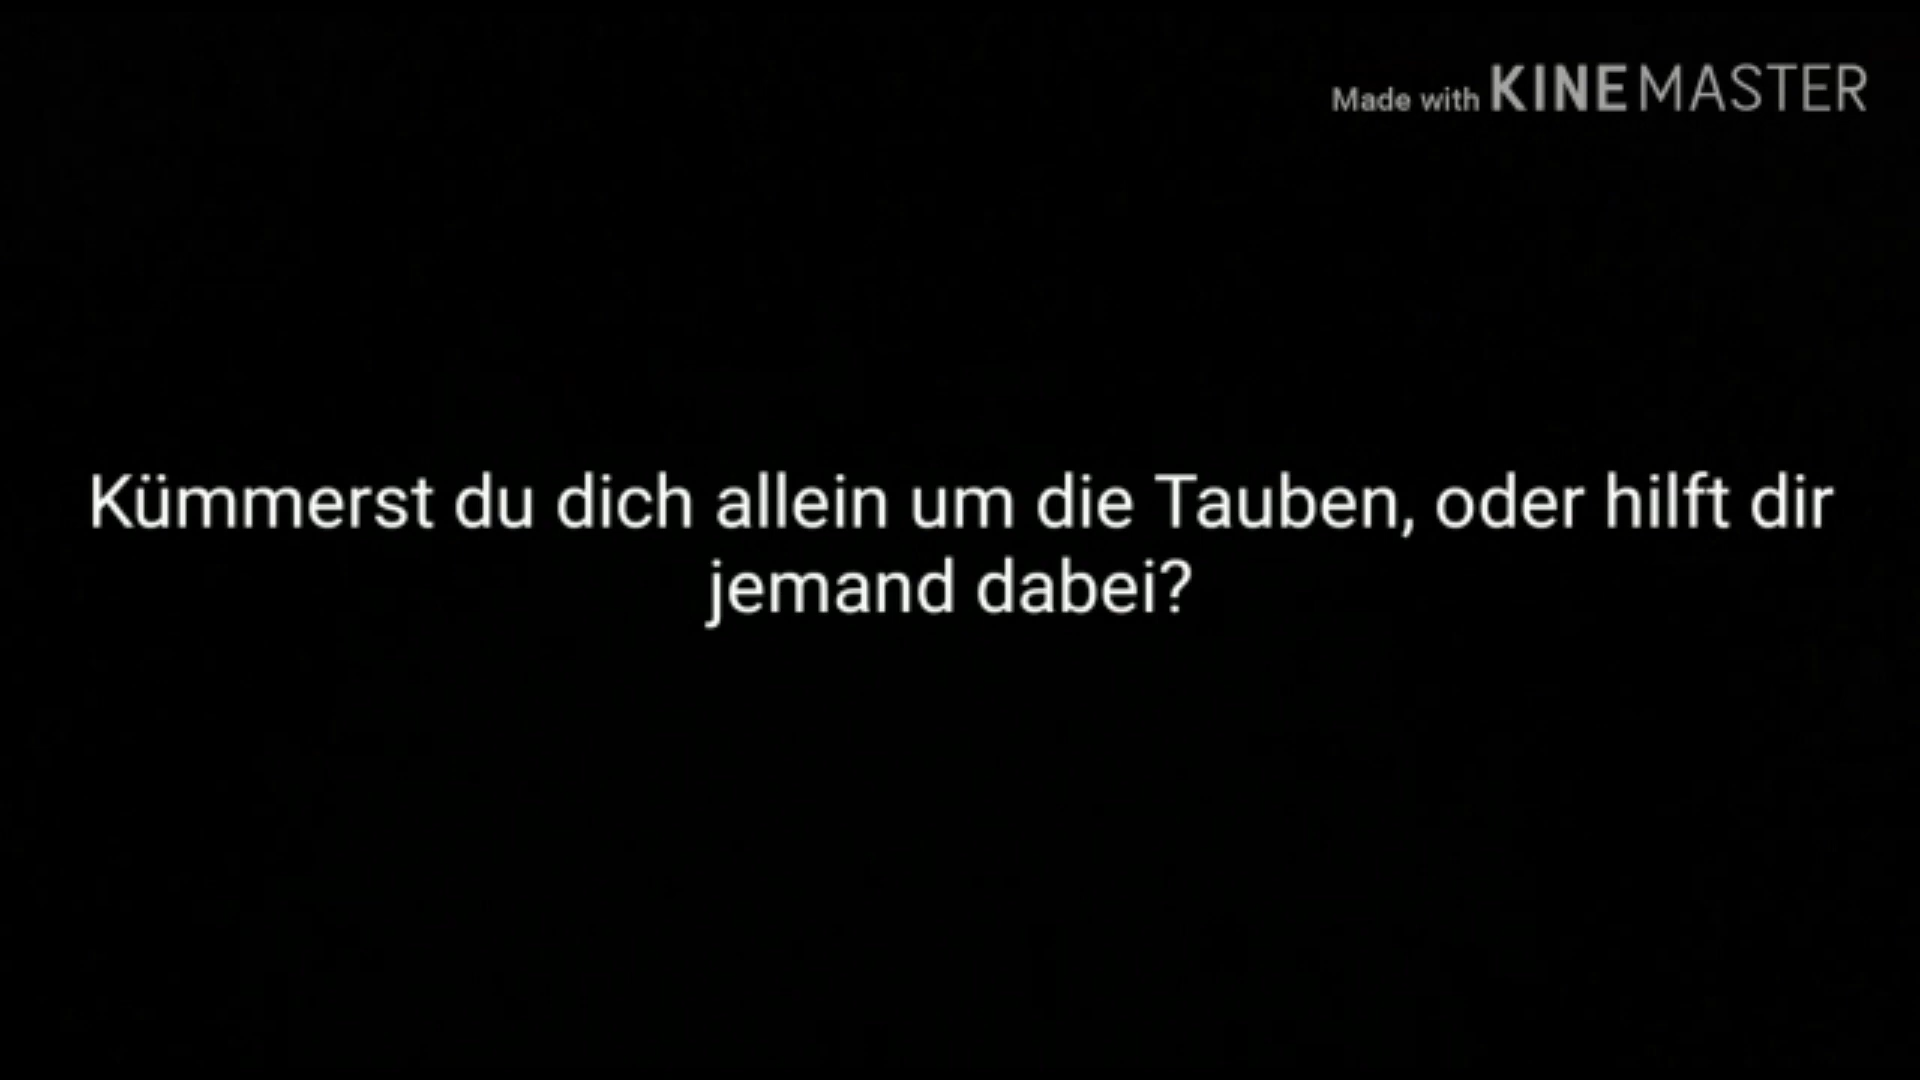 Made with KINEMASTER
Kümmerst du dich allein um die Tauben, oder hilft dir
jemand dabei?